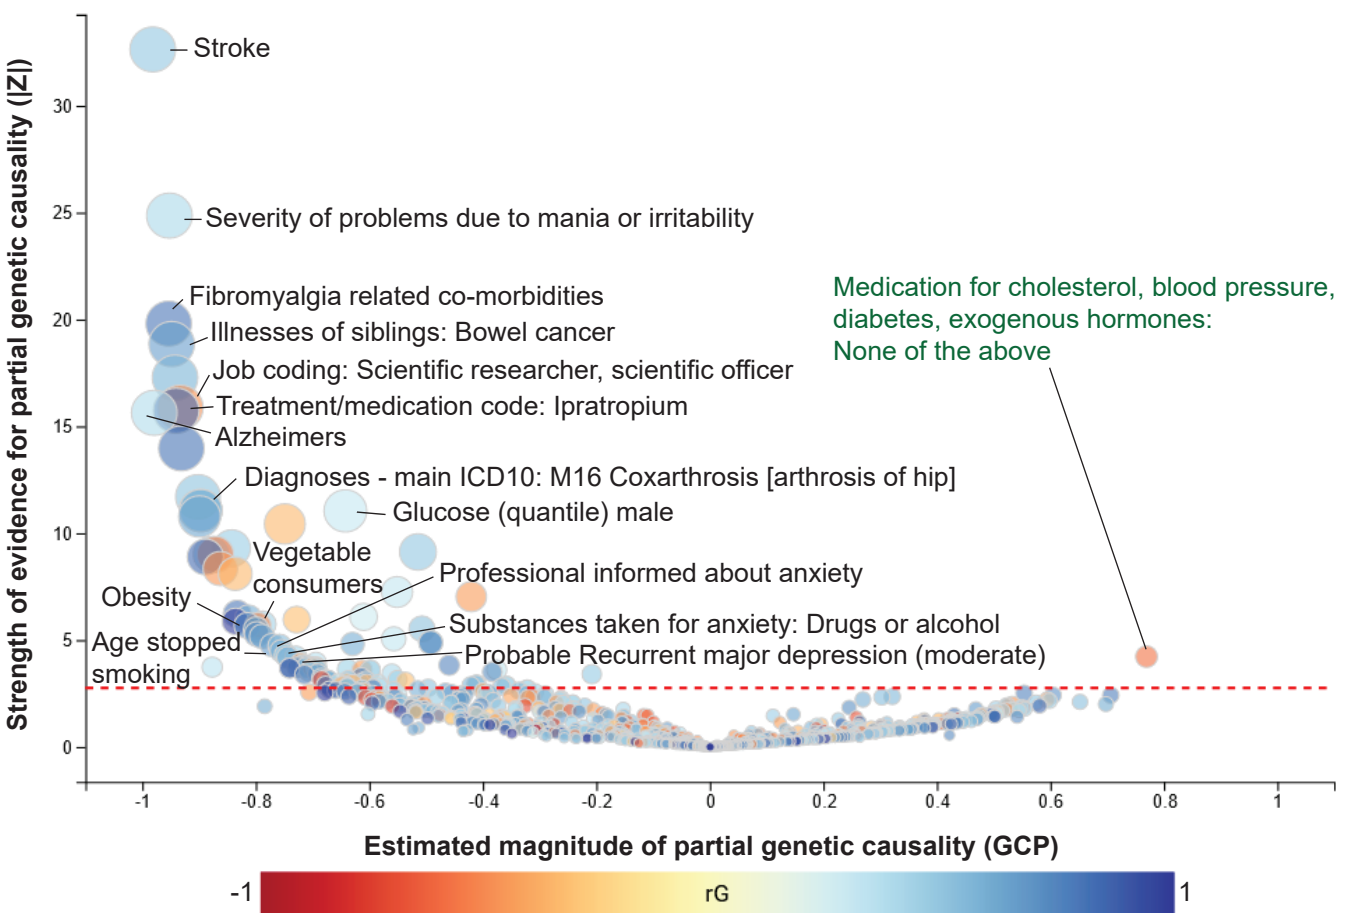 Strength of evidence for partial genetic causality (|Z|)
30
25
20
15
10
5
0
Stroke
Severity of problems due to mania or irritability
Fibromyalgia related co-morbidities
Illnesses of siblings: Bowel cancer
Job coding: Scientific researcher, scientific officer
Treatment/medication code: Ipratropium
Alzheimers
Diagnoses - main ICD10: M16 Coxarthrosis [arthrosis of hip]
Glucose (quantile) male
Vegetable
consumers
Professional informed about anxiety
Obesity
Substances taken for anxiety: Drugs or alcohol
Age stopped
smoking
Probable Recurrent major depression (moderate)
Medication for cholesterol, blood pressure,
diabetes, exogenous hormones:
None of the above
-1 -0.8 -0.6 -0.4 -0.2 0 0.2 0.4 0.6 0.8 1
Estimated magnitude of partial genetic causality (GCP)
-1 rG 1